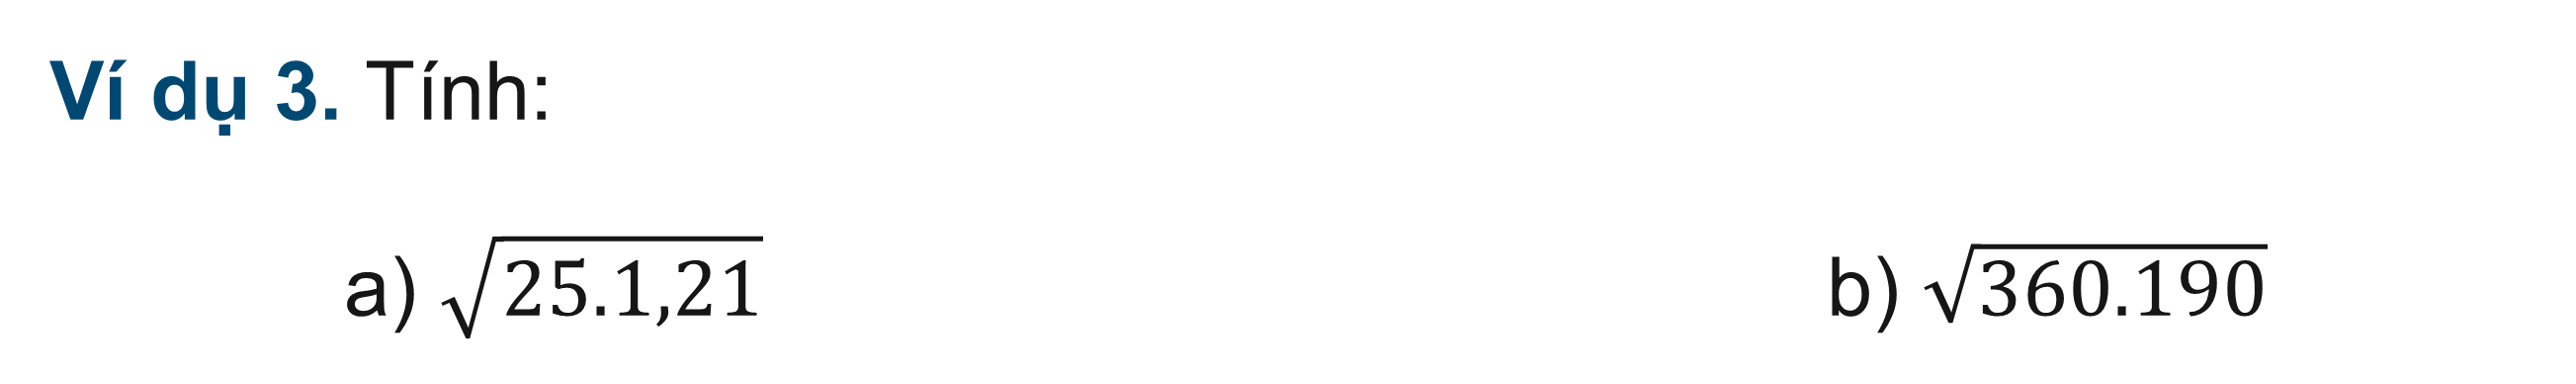 Ví dụ 3. Tính:
a) √25.1,21 b) √360.190